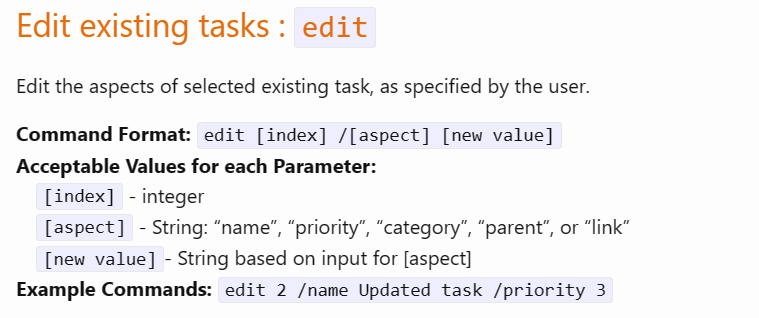 Edit existing tasks : edit
Edit the aspects of selected existing task, as specified by the user.
Command Format: edit [index] /[aspect] [new value]
Acceptable Values for each Parameter:
[index] - integer
[aspect] - String: “name”, “priority”, “category”, “parent”, or “link”
[new value] - String based on input for [aspect]
Example Commands: edit 2 /name Updated task /priority 3